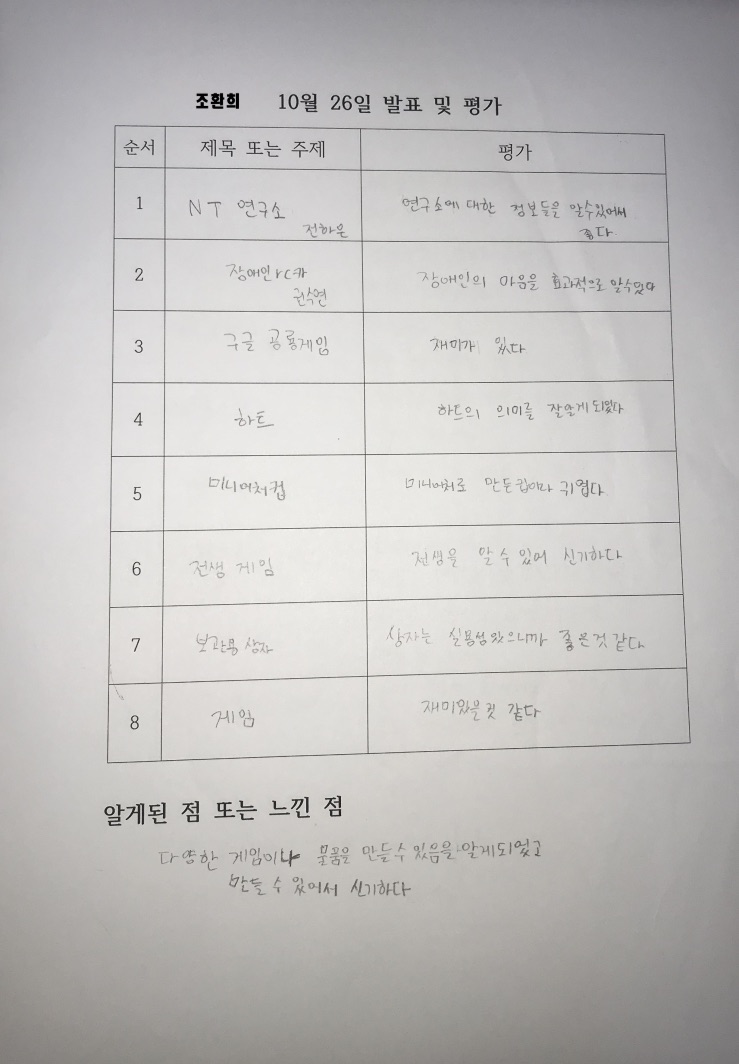 조환희 10월 26일 발표 및 평가
순서 제목 또는 주제 평가
1 NT 연구소 전하은 연구소에 대한 정보들을 알수있어서 좋다
2 장애인 rc카 권수연 장애인의 마음을 효과적으로 알수있다
3 구글 공룡게임 재미가 있다
4 하트 하트의 의미를 잘알게되었다
5 미니어처컵 미니어처로 만든컵이라 귀엽다
6 전생 게임 전생을 알 수 있어 신기하다
7 보관용 상자 상자는 실용성있으니까 좋은것 같다
8 게임 재미있을것 같다
알게된 점 또는 느낀 점
다양한 게임이나 물품을 만들수 있음을 알게되었고
만들 수 있어서 신기하다